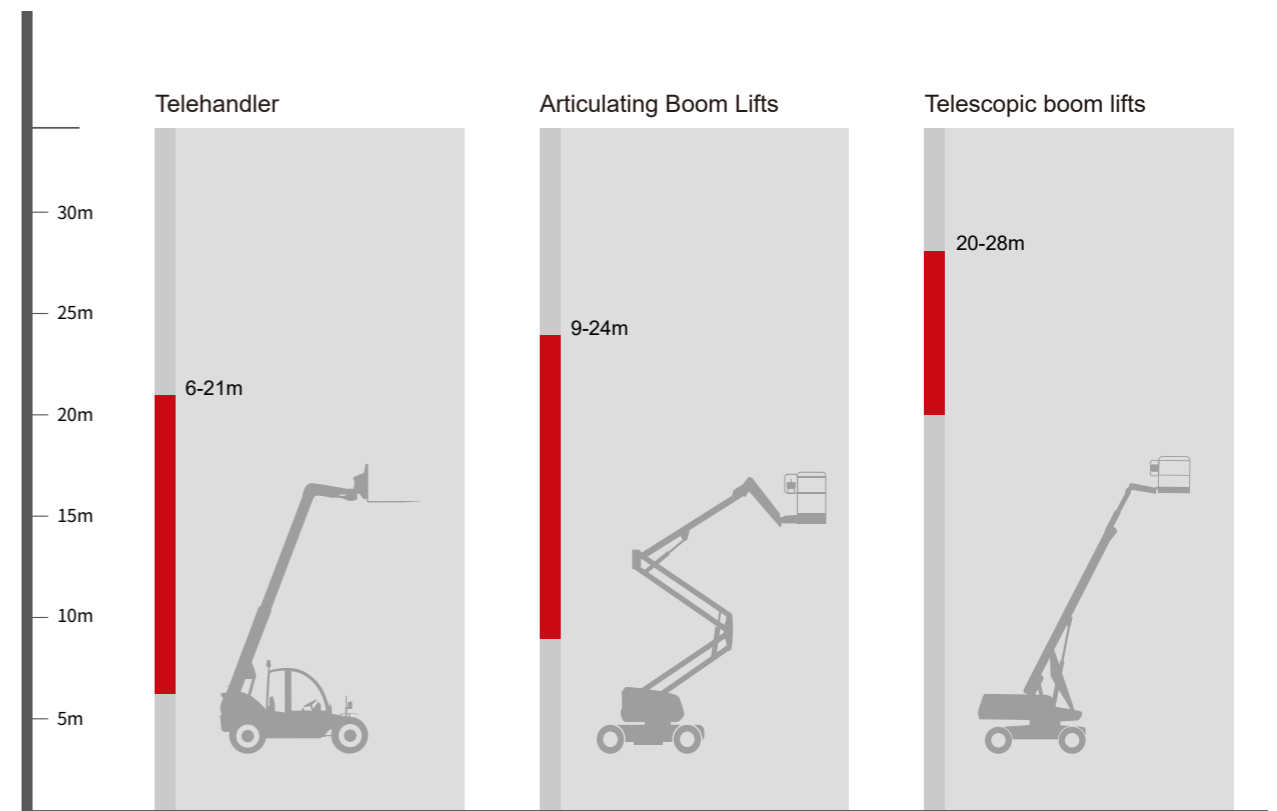 Telehandler
Articulating Boom Lifts
Telescopic boom lifts
30m
20-28m
25m
9-24m
6-21m
20m
15m
10m
5m